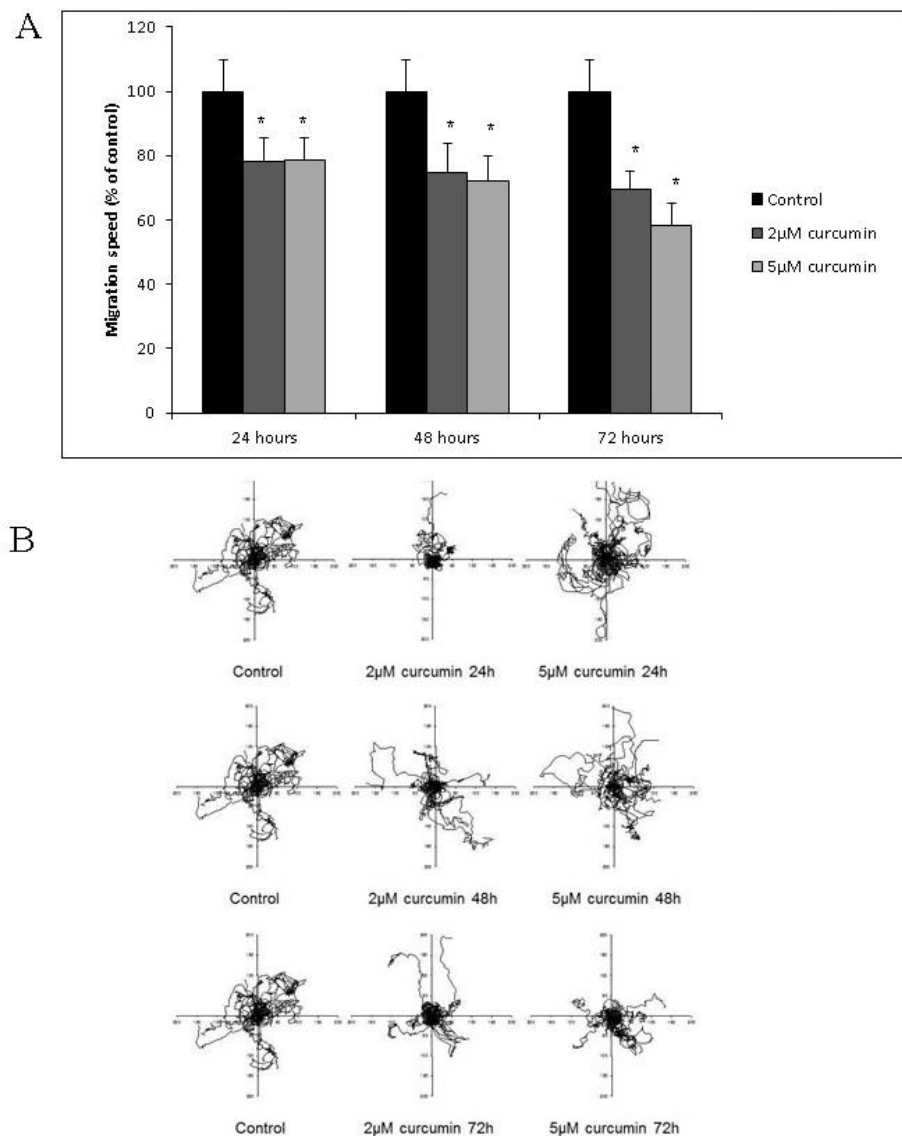 A
Migration speed (% of control)
120
100
80
60
40
20
0
*
*
*
*
*
*
24 hours
48 hours
72 hours
Control
2µM curcumin
5µM curcumin
B
Control
2µM curcumin 24h
5µM curcumin 24h
Control
2µM curcumin 48h
5µM curcumin 48h
Control
2µM curcumin 72h
5µM curcumin 72h